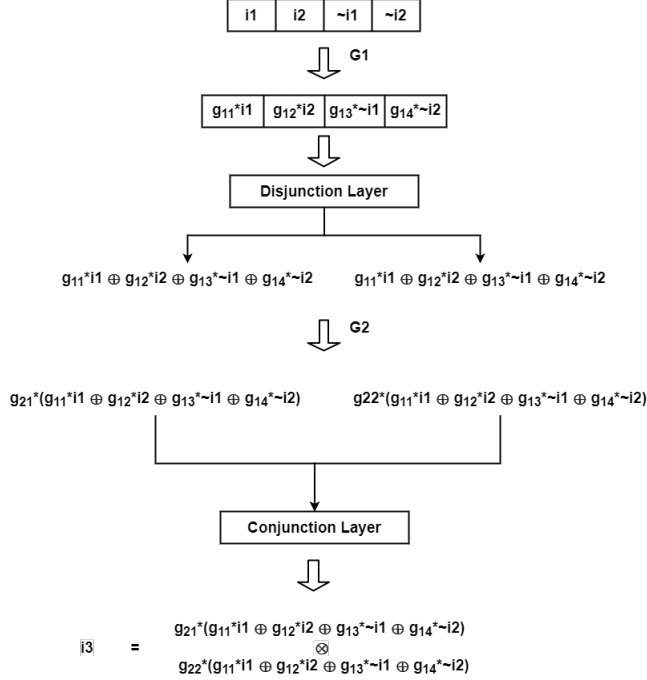 i1 i2 ~i1 ~i2
G1
g₁₁*i1 g₁₂*i2 g₁₃*~i1 g₁₄*~i2
Disjunction Layer
g₁₁*i1 ⊕ g₁₂*i2 ⊕ g₁₃*~i1 ⊕ g₁₄*~i2 g₁₁*i1 ⊕ g₁₂*i2 ⊕ g₁₃*~i1 ⊕ g₁₄*~i2
G2
g₂₁*(g₁₁*i1 ⊕ g₁₂*i2 ⊕ g₁₃*~i1 ⊕ g₁₄*~i2) g22*(g₁₁*i1 ⊕ g₁₂*i2 ⊕ g₁₃*~i1 ⊕ g₁₄*~i2)
Conjunction Layer
g₂₁*(g₁₁*i1 ⊕ g₁₂*i2 ⊕ g₁₃*~i1 ⊕ g₁₄*~i2)
i3 = ⊗
g₂₂*(g₁₁*i1 ⊕ g₁₂*i2 ⊕ g₁₃*~i1 ⊕ g₁₄*~i2)